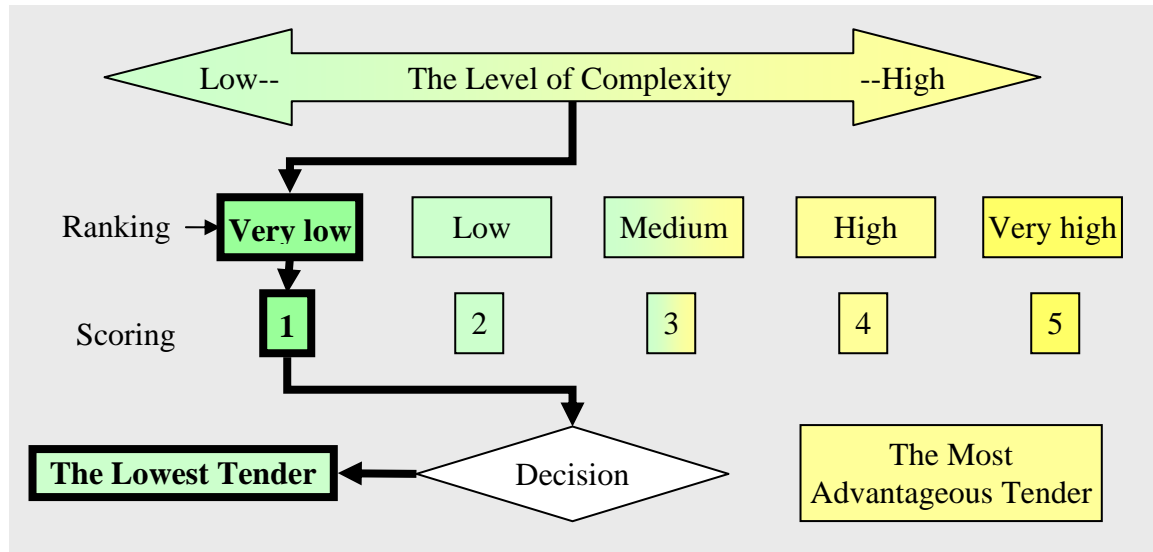 Low-- The Level of Complexity --High
Ranking Very low Low Medium High Very high
Scoring 1 2 3 4 5
The Lowest Tender Decision The Most
Advantageous Tender